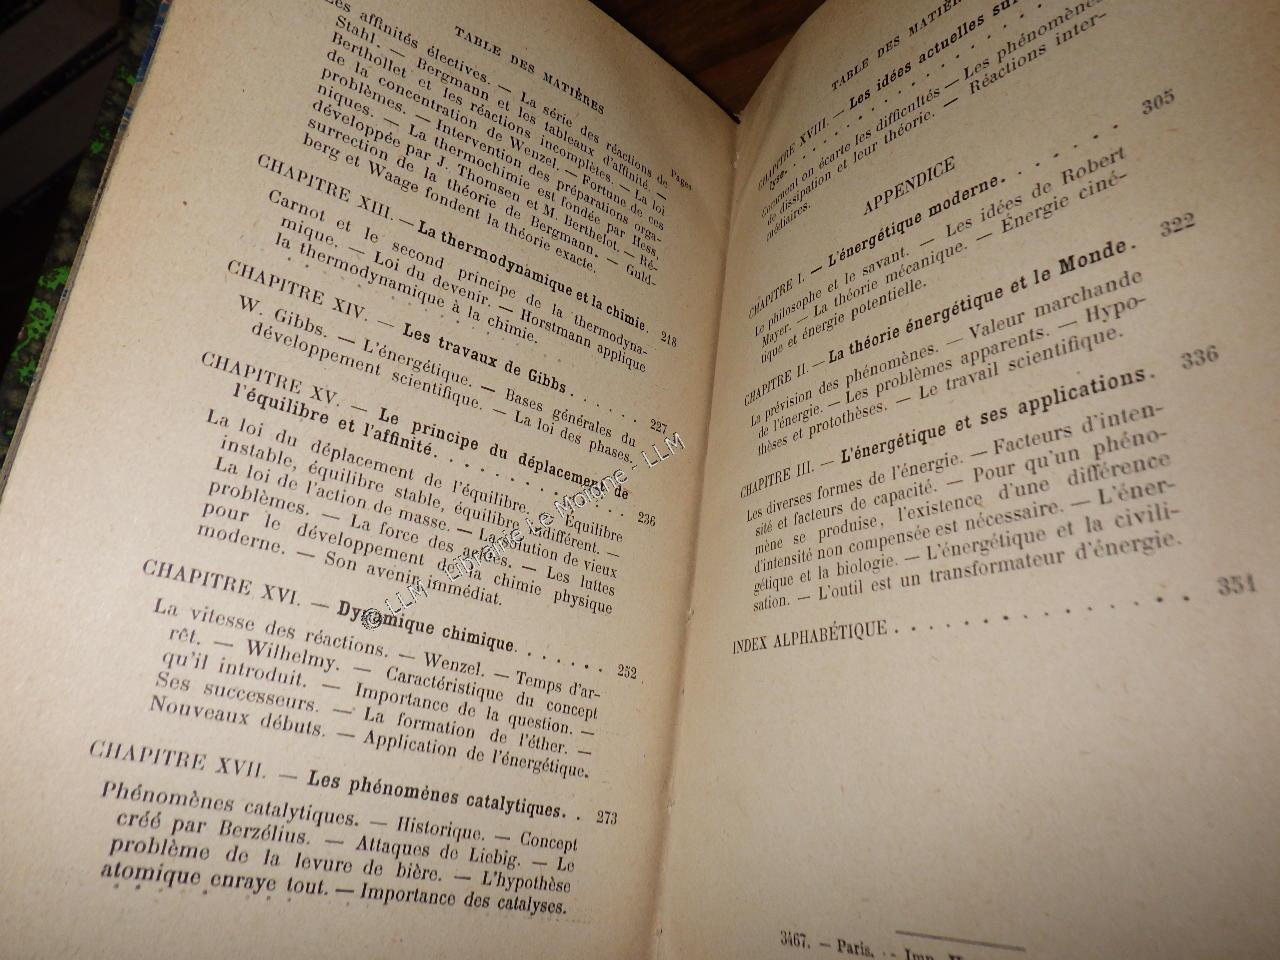 TABLE DES MATIÈRES
Pages
Les affinités électives. — La série des réactions de
Stahl. — Bergmann et les tableaux d'affinité. —
Berthollet et les réactions incomplètes. — La loi
de la concentration de Wenzel. — Fortune de ces
problèmes. — Intervention des préparations orga-
niques. — La thermochimie est fondée par Hess,
développée par J. Thomsen et M. Berthelot. — Ré-
surrection de la théorie de Bergmann. — Guld-
berg et Waage fondent la théorie exacte.
CHAPITRE XIII. — La thermodynamique et la chimie. 218
Carnot et le second principe de la thermodyna-
mique. — Loi du devenir. — Horstmann applique
la thermodynamique à la chimie.
CHAPITRE XIV. — Les travaux de Gibbs. . . . . . 227
W. Gibbs. — L'énergétique. — Bases générales du
développement scientifique. — La loi des phases.
CHAPITRE XV. — Le principe du déplacement de
l'équilibre et l'affinité. . . . . . . . . . . 236
La loi du déplacement de l'équilibre. — Équilibre
instable, équilibre stable, équilibre indifférent. —
La loi de l'action de masse. — La solution de vieux
problèmes. — La force des acides. — Les luttes
pour le développement de la chimie physique
moderne. — Son avenir immédiat.
CHAPITRE XVI. — Dynamique chimique. . . . . . . 252
La vitesse des réactions. — Wenzel. — Temps d'ar-
rêt. — Wilhelmy. — Caractéristique du concept
qu'il introduit. — Importance de la question. —
Ses successeurs. — La formation de l'éther. —
Nouveaux débuts. — Application de l'énergétique.
CHAPITRE XVII. — Les phénomènes catalytiques. . 273
Phénomènes catalytiques. — Historique. — Concept
créé par Berzélius. — Attaques de Liebig. — Le
problème de la levure de bière. — L'hypothèse
atomique enraye tout. — Importance des catalyses.
TABLE DES MATIÈRES
CHAPITRE XVIII. — Les idées actuelles sur
lyse. . . . . . . . . . . .
Comment on écarte les difficultés — Les phénomènes
de dissipation et leur théorie. — Réactions inter-
médiaires.
APPENDICE
CHAPITRE I. — L'énergétique moderne. . . . . . 305
Le philosophe et le savant. — Les idées de Robert
Mayer. — La théorie mécanique. — Énergie ciné-
tique et énergie potentielle.
CHAPITRE II. — La théorie énergétique et le Monde. 322
La prévision des phénomènes. — Valeur marchande
de l'énergie. — Les problèmes apparents. — Hypo-
thèses et protothèses. — Le travail scientifique.
CHAPITRE III. — L'énergétique et ses applications. 336
Les diverses formes de l'énergie. — Facteurs d'inten-
sité et facteurs de capacité. — Pour qu'un phéno-
mène se produise, l'existence d'une différence
d'intensité non compensée est nécessaire. — L'éner-
gétique et la biologie. — L'énergétique et la civili-
sation. — L'outil est un transformateur d'énergie.
INDEX ALPHABÉTIQUE . . . . . . . . . . . . . 351
3467. — Paris. — Imp.
© LLM - Librairie Le Moigne - LLM